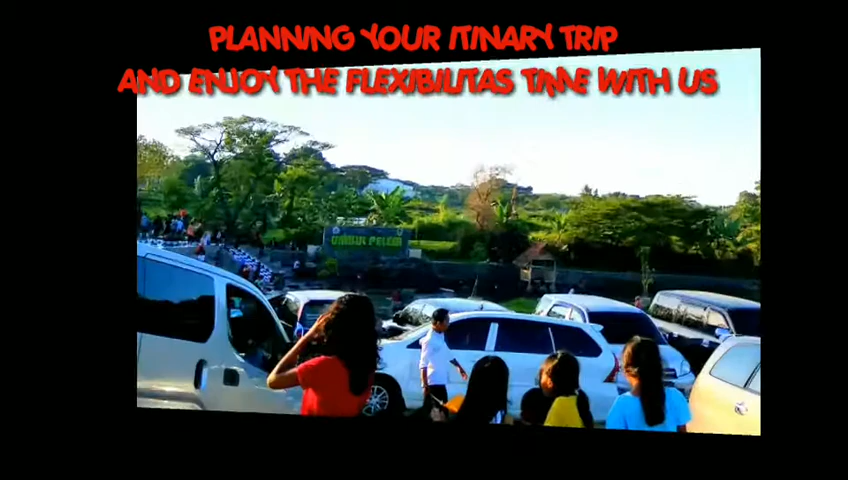 PLANNING YOUR ITINARY TRIP
AND ENJOY THE FLEXIBILITAS TIME WITH US
UMBUL PELEM